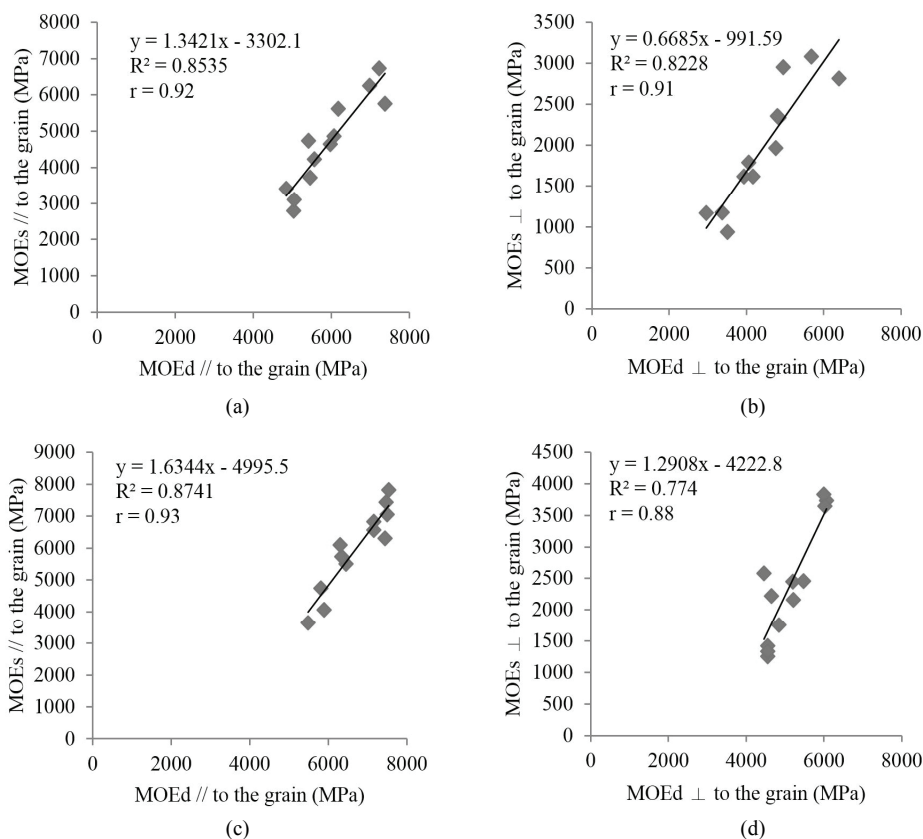 y = 1.3421x - 3302.1
R² = 0.8535
r = 0.92
8000
7000
6000
5000
4000
3000
2000
1000
0
0 2000 4000 6000 8000
MOEs // to the grain (MPa)
MOEd // to the grain (MPa)
(a)
y = 0.6685x - 991.59
R² = 0.8228
r = 0.91
3500
3000
2500
2000
1500
1000
500
0
0 2000 4000 6000 8000
MOEs ⊥ to the grain (MPa)
MOEd ⊥ to the grain (MPa)
(b)
y = 1.6344x - 4995.5
R² = 0.8741
r = 0.93
9000
8000
7000
6000
5000
4000
3000
2000
1000
0
0 2000 4000 6000 8000
MOEs // to the grain (MPa)
MOEd // to the grain (MPa)
(c)
y = 1.2908x - 4222.8
R² = 0.774
r = 0.88
4500
4000
3500
3000
2500
2000
1500
1000
500
0
0 2000 4000 6000 8000
MOEs ⊥ to the grain (MPa)
MOEd ⊥ to the grain (MPa)
(d)